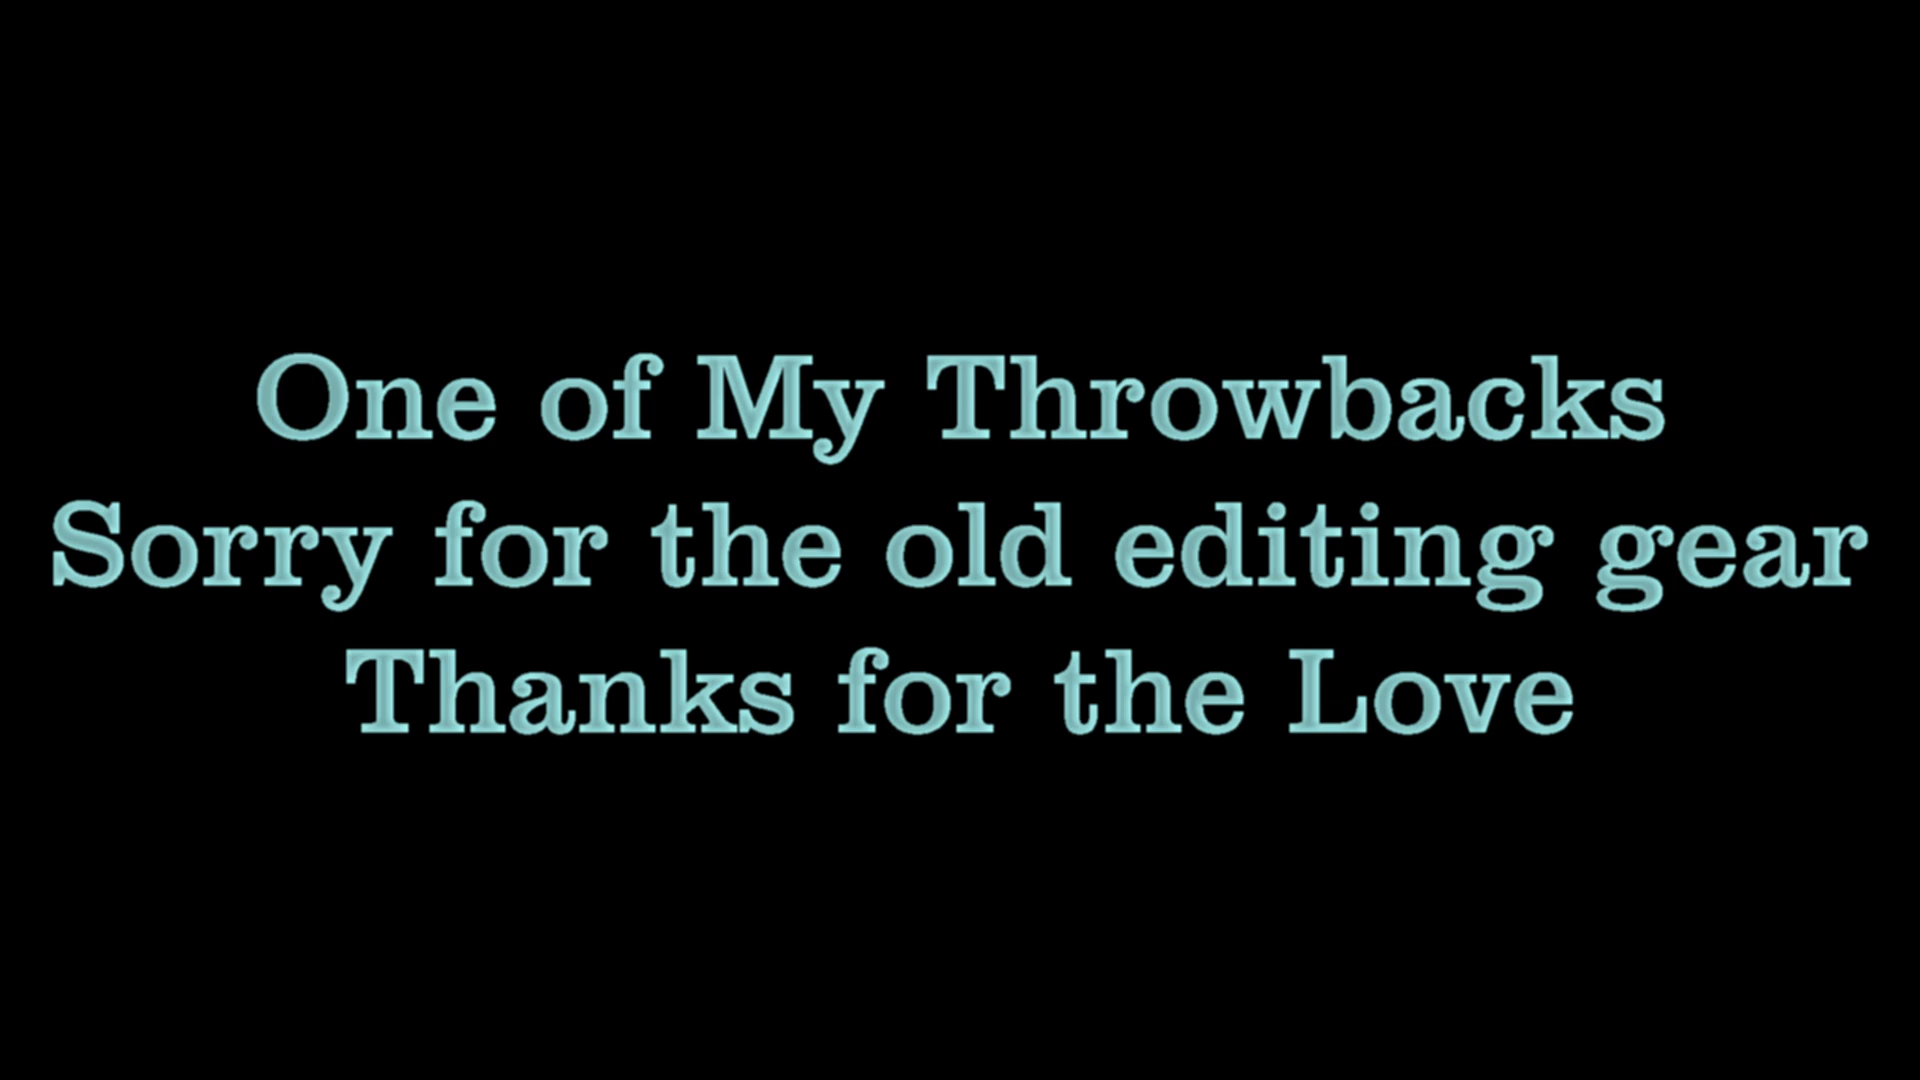 One of My Throwbacks
Sorry for the old editing gear
Thanks for the Love